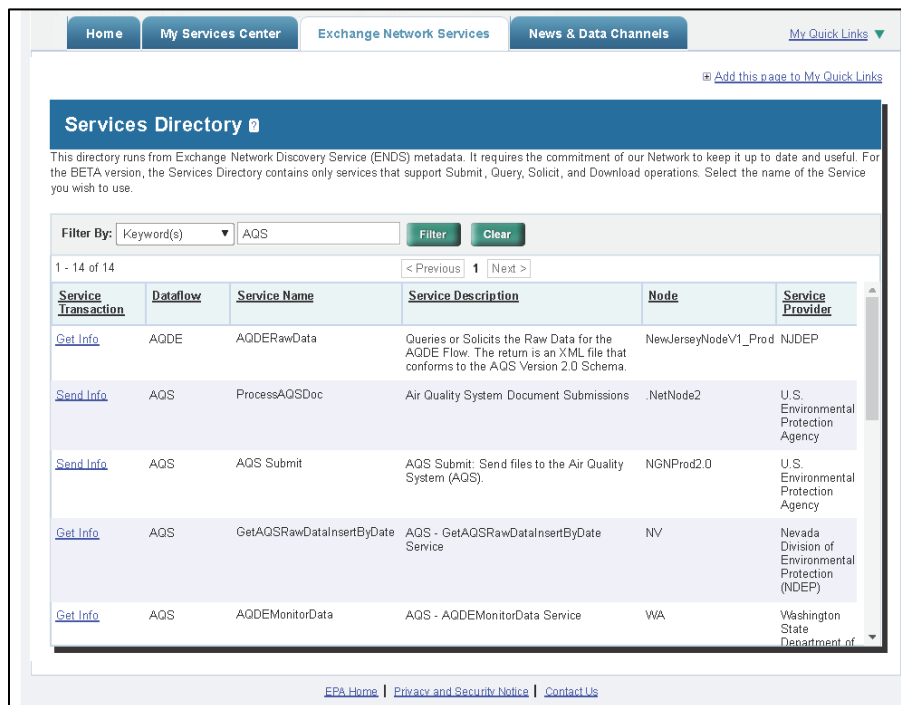 Home My Services Center Exchange Network Services News & Data Channels My Quick Links
Add this page to My Quick Links
Services Directory ?
This directory runs from Exchange Network Discovery Service (ENDS) metadata. It requires the commitment of our Network to keep it up to date and useful. For
the BETA version, the Services Directory contains only services that support Submit, Query, Solicit, and Download operations. Select the name of the Service
you wish to use.
Filter By: Keyword(s) AQS Filter Clear
1 - 14 of 14 < Previous 1 Next >
Service Transaction Dataflow Service Name Service Description Node Service Provider
Get Info AQDE AQDERawData Queries or Solicits the Raw Data for the NewJerseyNodeV1_Prod NJDEP
AQDE Flow. The return is an XML file that
conforms to the AQS Version 2.0 Schema.
Send Info AQS ProcessAQSDoc Air Quality System Document Submissions .NetNode2 U.S.
Environmental
Protection
Agency
Send Info AQS AQS Submit AQS Submit: Send files to the Air Quality NGNProd2.0 U.S.
System (AQS). Environmental
Protection
Agency
Get Info AQS GetAQSRawDataInsertByDate AQS - GetAQSRawDataInsertByDate NV Nevada
Service Division of
Environmental
Protection
(NDEP)
Get Info AQS AQDEMonitorData AQS - AQDEMonitorData Service WA Washington
State
Department of
EPA Home | Privacy and Security Notice | Contact Us